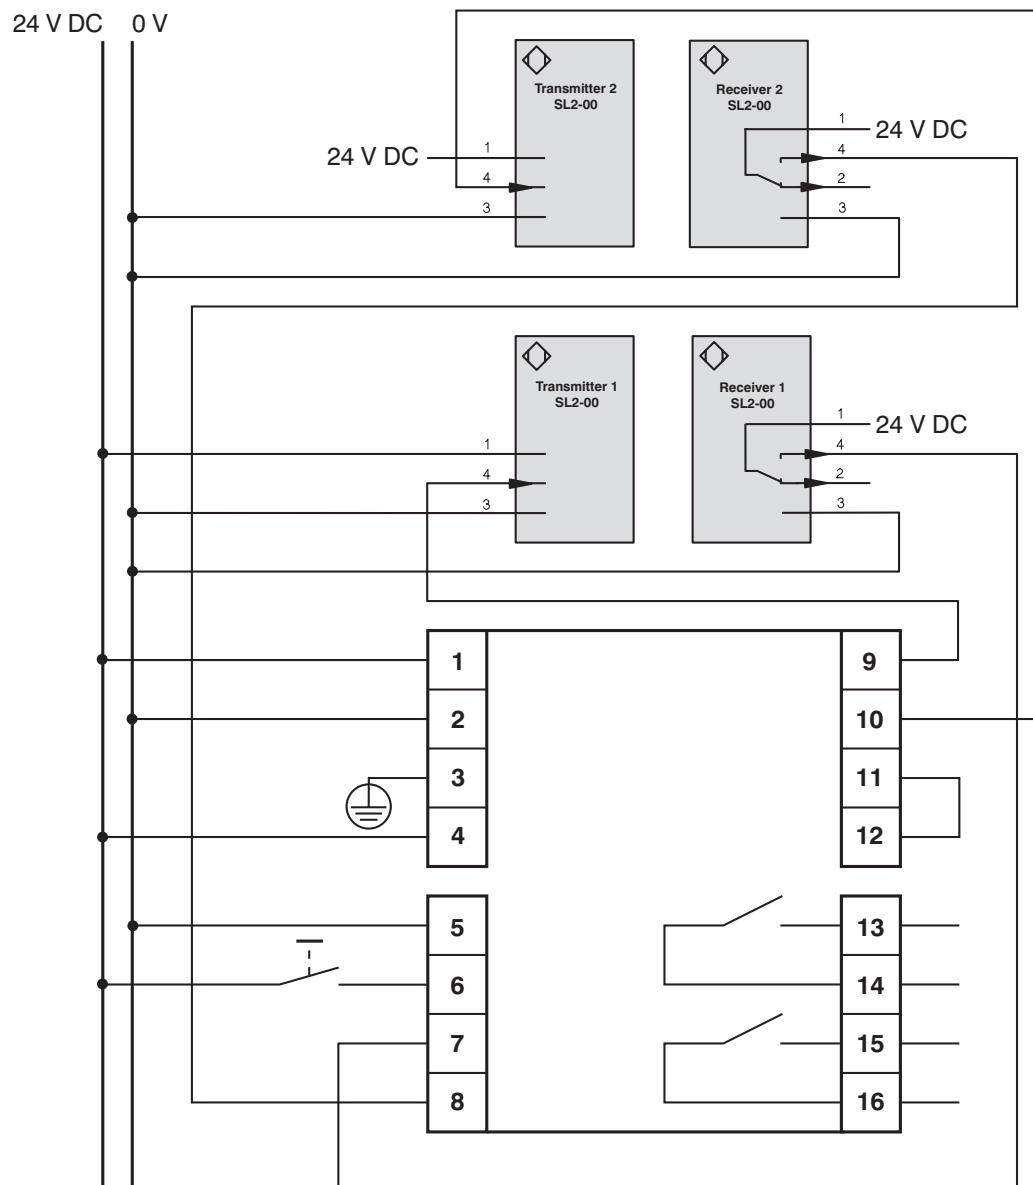 24 V DC 0 V
Transmitter 2
SL2-00
Receiver 2
SL2-00
1
24 V DC
24 V DC
1
4
4
2
3
3
Transmitter 1
SL2-00
Receiver 1
SL2-00
1
24 V DC
1
4
4
2
3
3
1
9
2
10
3
11
4
12
5
13
6
14
7
15
8
16